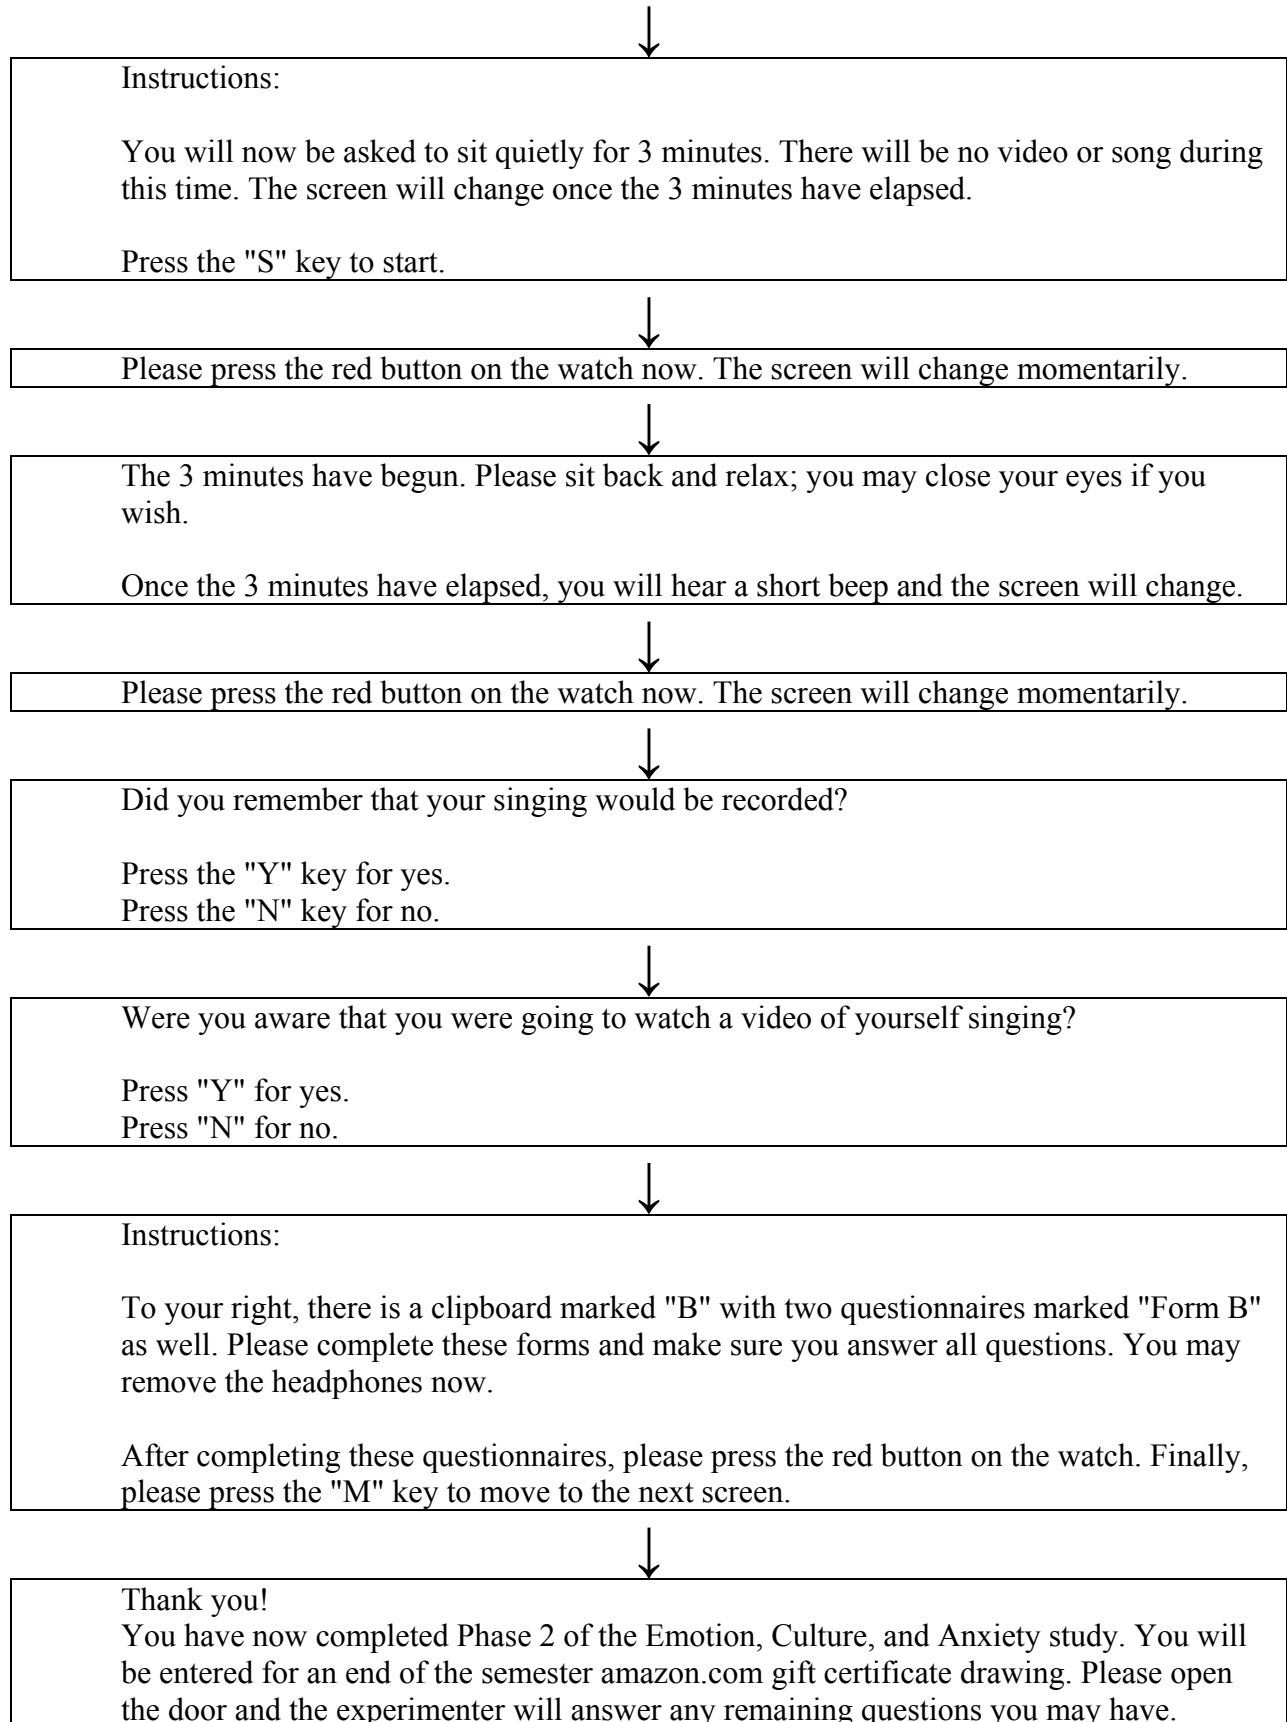 Instructions:
You will now be asked to sit quietly for 3 minutes. There will be no video or song during
this time. The screen will change once the 3 minutes have elapsed.
Press the "S" key to start.
Please press the red button on the watch now. The screen will change momentarily.
The 3 minutes have begun. Please sit back and relax; you may close your eyes if you
wish.
Once the 3 minutes have elapsed, you will hear a short beep and the screen will change.
Please press the red button on the watch now. The screen will change momentarily.
Did you remember that your singing would be recorded?
Press the "Y" key for yes.
Press the "N" key for no.
Were you aware that you were going to watch a video of yourself singing?
Press "Y" for yes.
Press "N" for no.
Instructions:
To your right, there is a clipboard marked "B" with two questionnaires marked "Form B"
as well. Please complete these forms and make sure you answer all questions. You may
remove the headphones now.
After completing these questionnaires, please press the red button on the watch. Finally,
please press the "M" key to move to the next screen.
Thank you!
You have now completed Phase 2 of the Emotion, Culture, and Anxiety study. You will
be entered for an end of the semester amazon.com gift certificate drawing. Please open
the door and the experimenter will answer any remaining questions you may have.